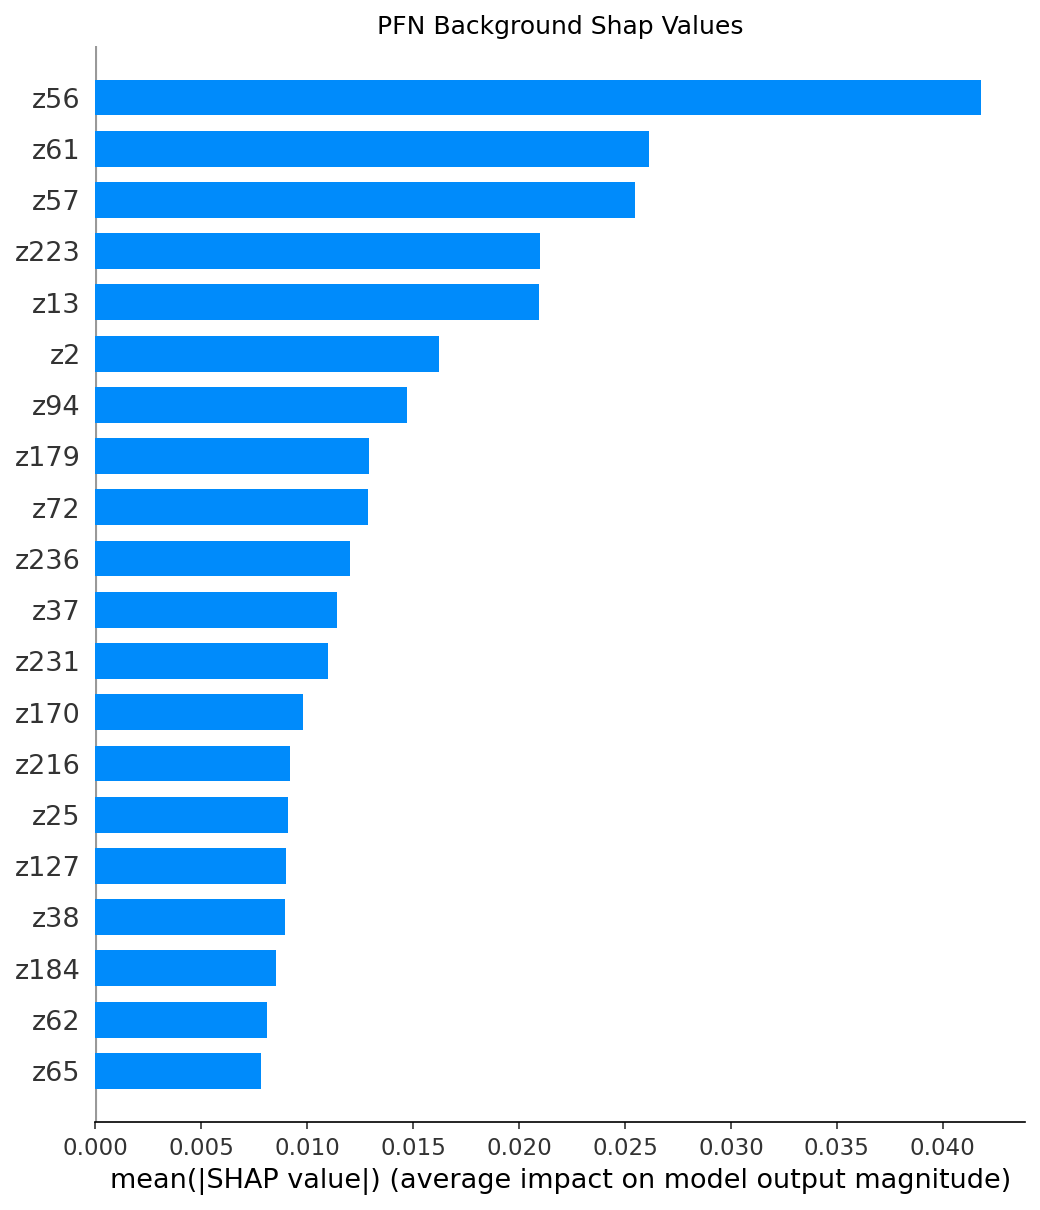 PFN Background Shap Values
z56
z61
z57
z223
z13
z2
z94
z179
z72
z236
z37
z231
z170
z216
z25
z127
z38
z184
z62
z65
0.000 0.005 0.010 0.015 0.020 0.025 0.030 0.035 0.040
mean(|SHAP value|) (average impact on model output magnitude)